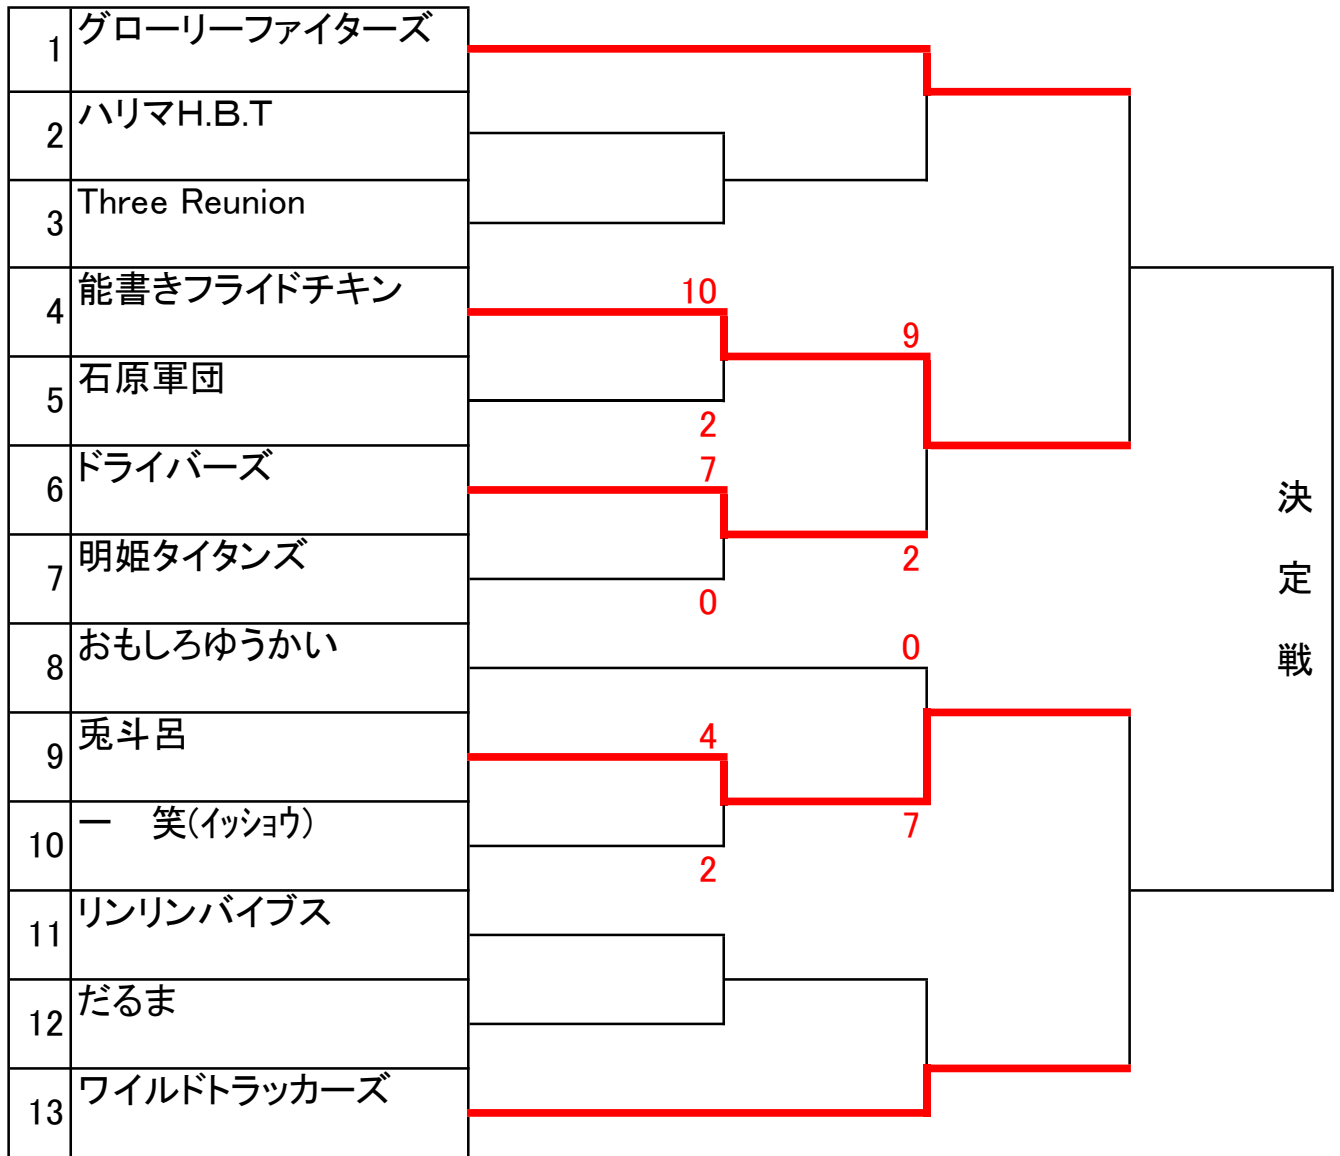 1 グローリーファイターズ
2 ハリマH.B.T
3 Three Reunion
4 能書きフライドチキン 10
9
5 石原軍団
2
6 ドライバーズ 7
7 明姫タイタンズ 2
0
8 おもしろゆうかい 0
9 兎斗呂 4
10 一　笑(イッショウ) 7
2
11 リンリンバイブス
12 だるま
13 ワイルドトラッカーズ
決
定
戦